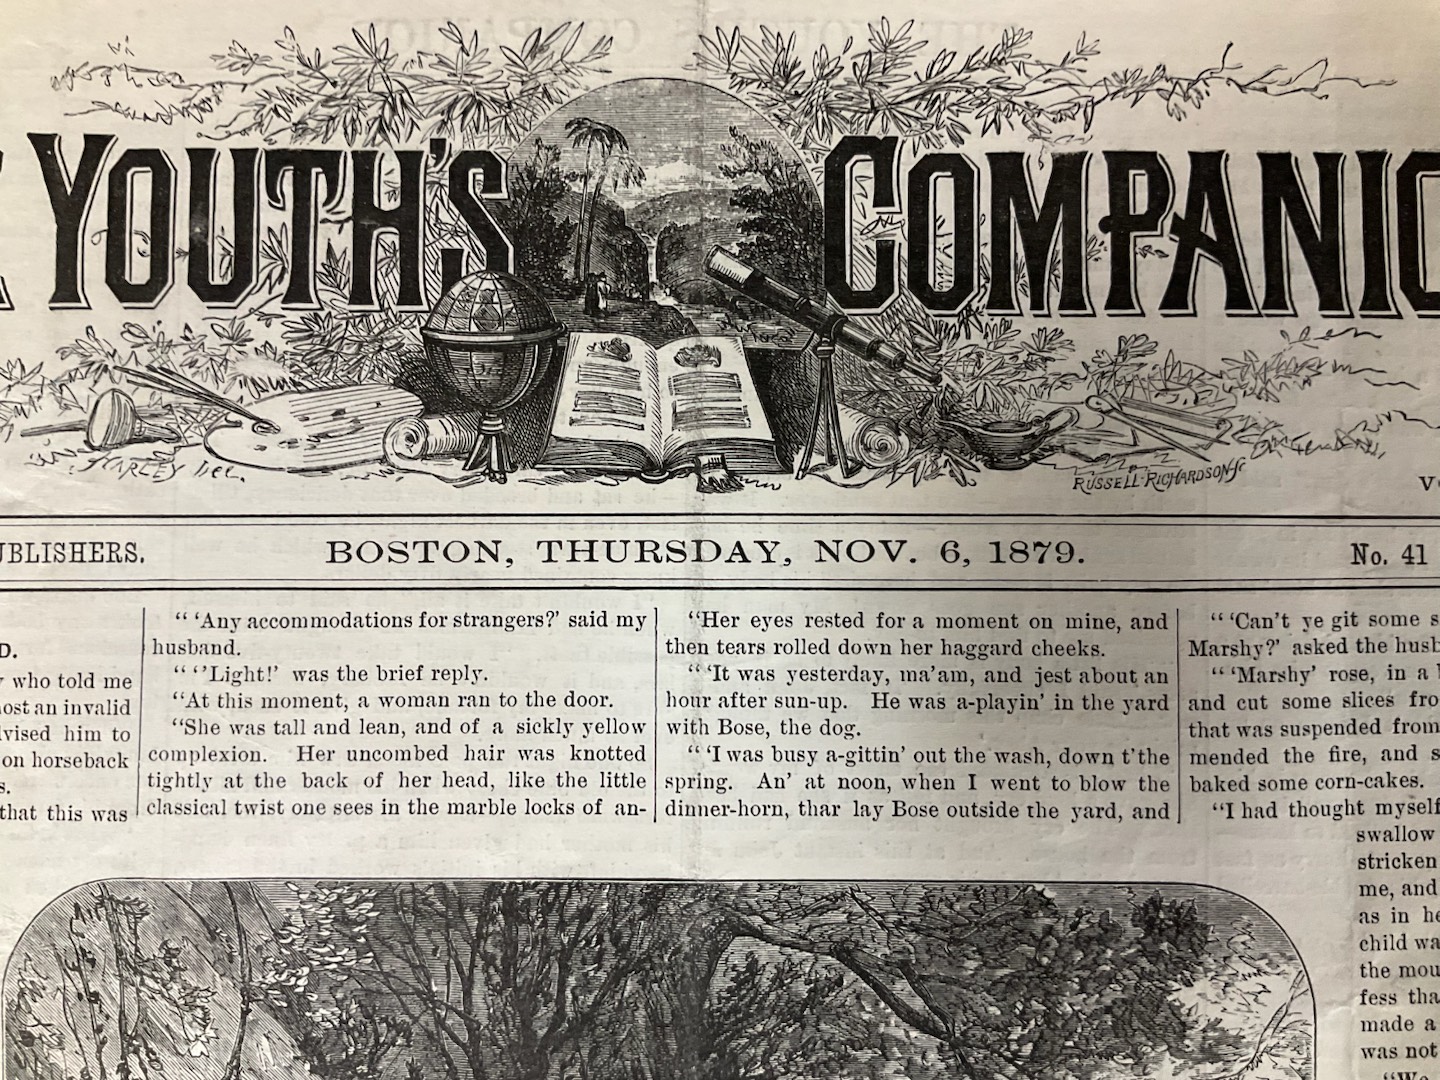 YOUTH'S COMPANIO
HARLEY Del.
RUSSELL-RICHARDSON Sc
UBLISHERS.
BOSTON, THURSDAY, NOV. 6, 1879.
No. 41
D.
who told me
ost an invalid
vised him to
on horseback
s.
that this was
“ ‘Any accommodations for strangers?’ said my
husband.
“ ‘’Light!’ was the brief reply.
“At this moment, a woman ran to the door.
“She was tall and lean, and of a sickly yellow
complexion. Her uncombed hair was knotted
tightly at the back of her head, like the little
classical twist one sees in the marble locks of an-
“Her eyes rested for a moment on mine, and
then tears rolled down her haggard cheeks.
“ ‘It was yesterday, ma’am, and jest about an
hour after sun-up. He was a-playin’ in the yard
with Bose, the dog.
“ ‘I was busy a-gittin’ out the wash, down t’the
spring. An’ at noon, when I went to blow the
dinner-horn, thar lay Bose outside the yard, and
“ ‘Can’t ye git some s
Marshy?’ asked the husb
“ ‘Marshy’ rose, in a
and cut some slices fro
that was suspended from
mended the fire, and s
baked some corn-cakes.
“I had thought myself
swallow
stricken
me, and
as in he
child wa
the mou
fess tha
made a
was not
“We